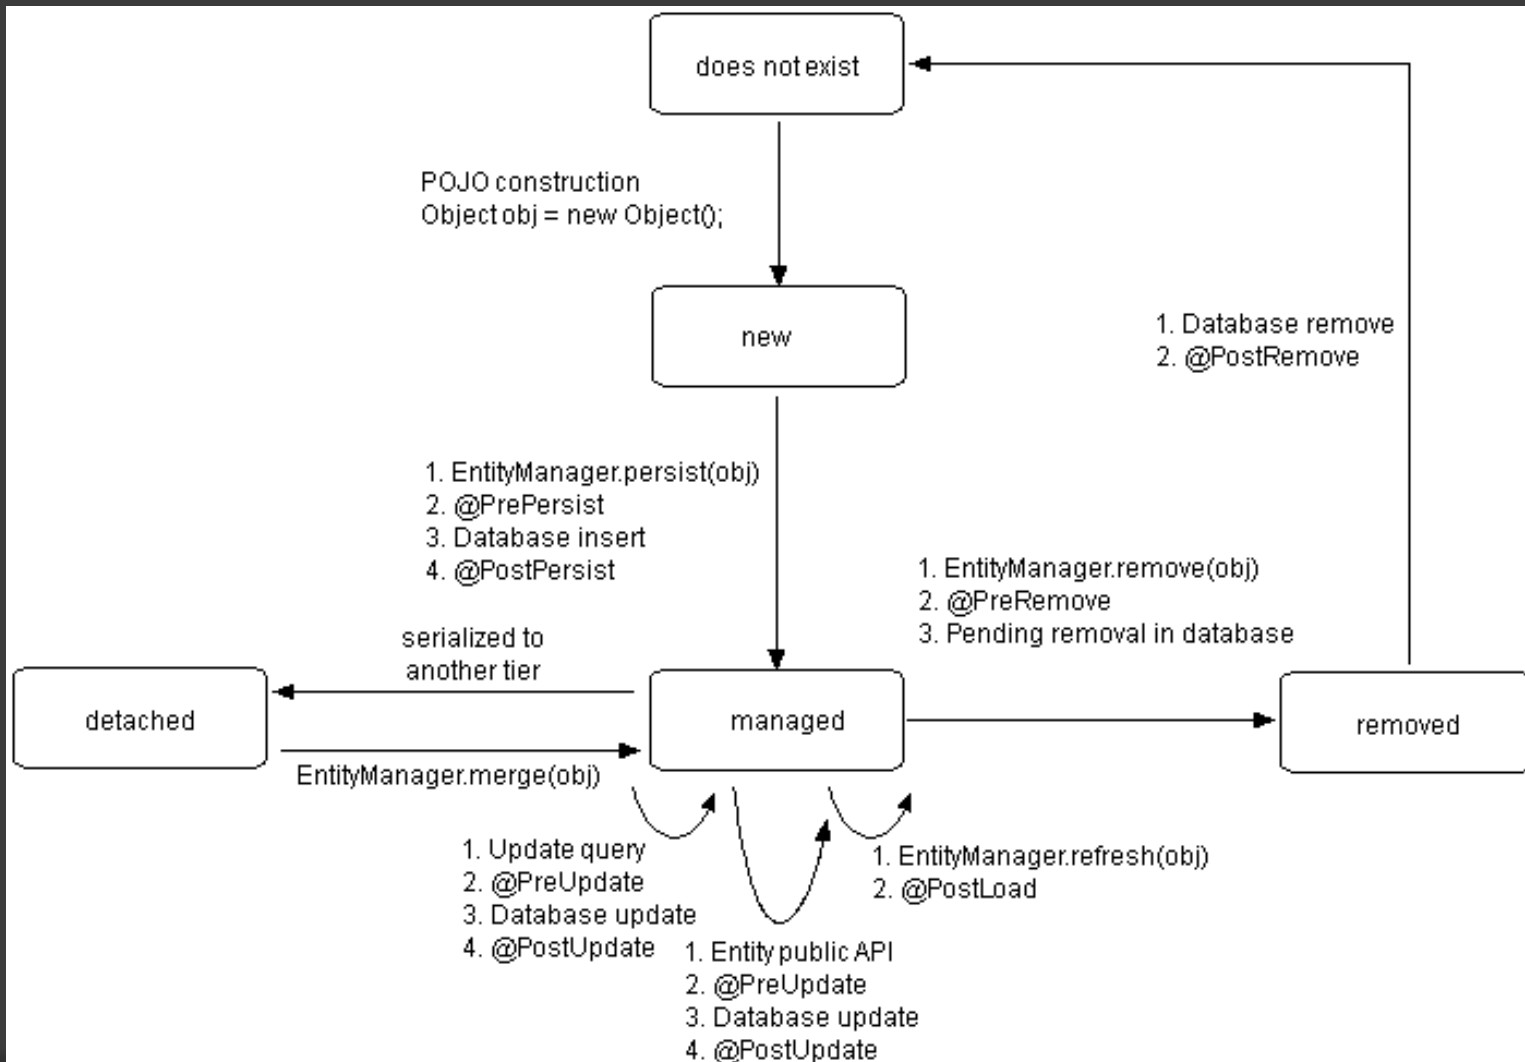 does not exist
POJO construction
Object obj = new Object();
new
1. Database remove
2. @PostRemove
1. EntityManager.persist(obj)
2. @PrePersist
3. Database insert
4. @PostPersist
1. EntityManager.remove(obj)
2. @PreRemove
3. Pending removal in database
serialized to
another tier
detached
managed
removed
EntityManager.merge(obj)
1. Update query
2. @PreUpdate
3. Database update
4. @PostUpdate
1. EntityManager.refresh(obj)
2. @PostLoad
1. Entity public API
2. @PreUpdate
3. Database update
4. @PostUpdate